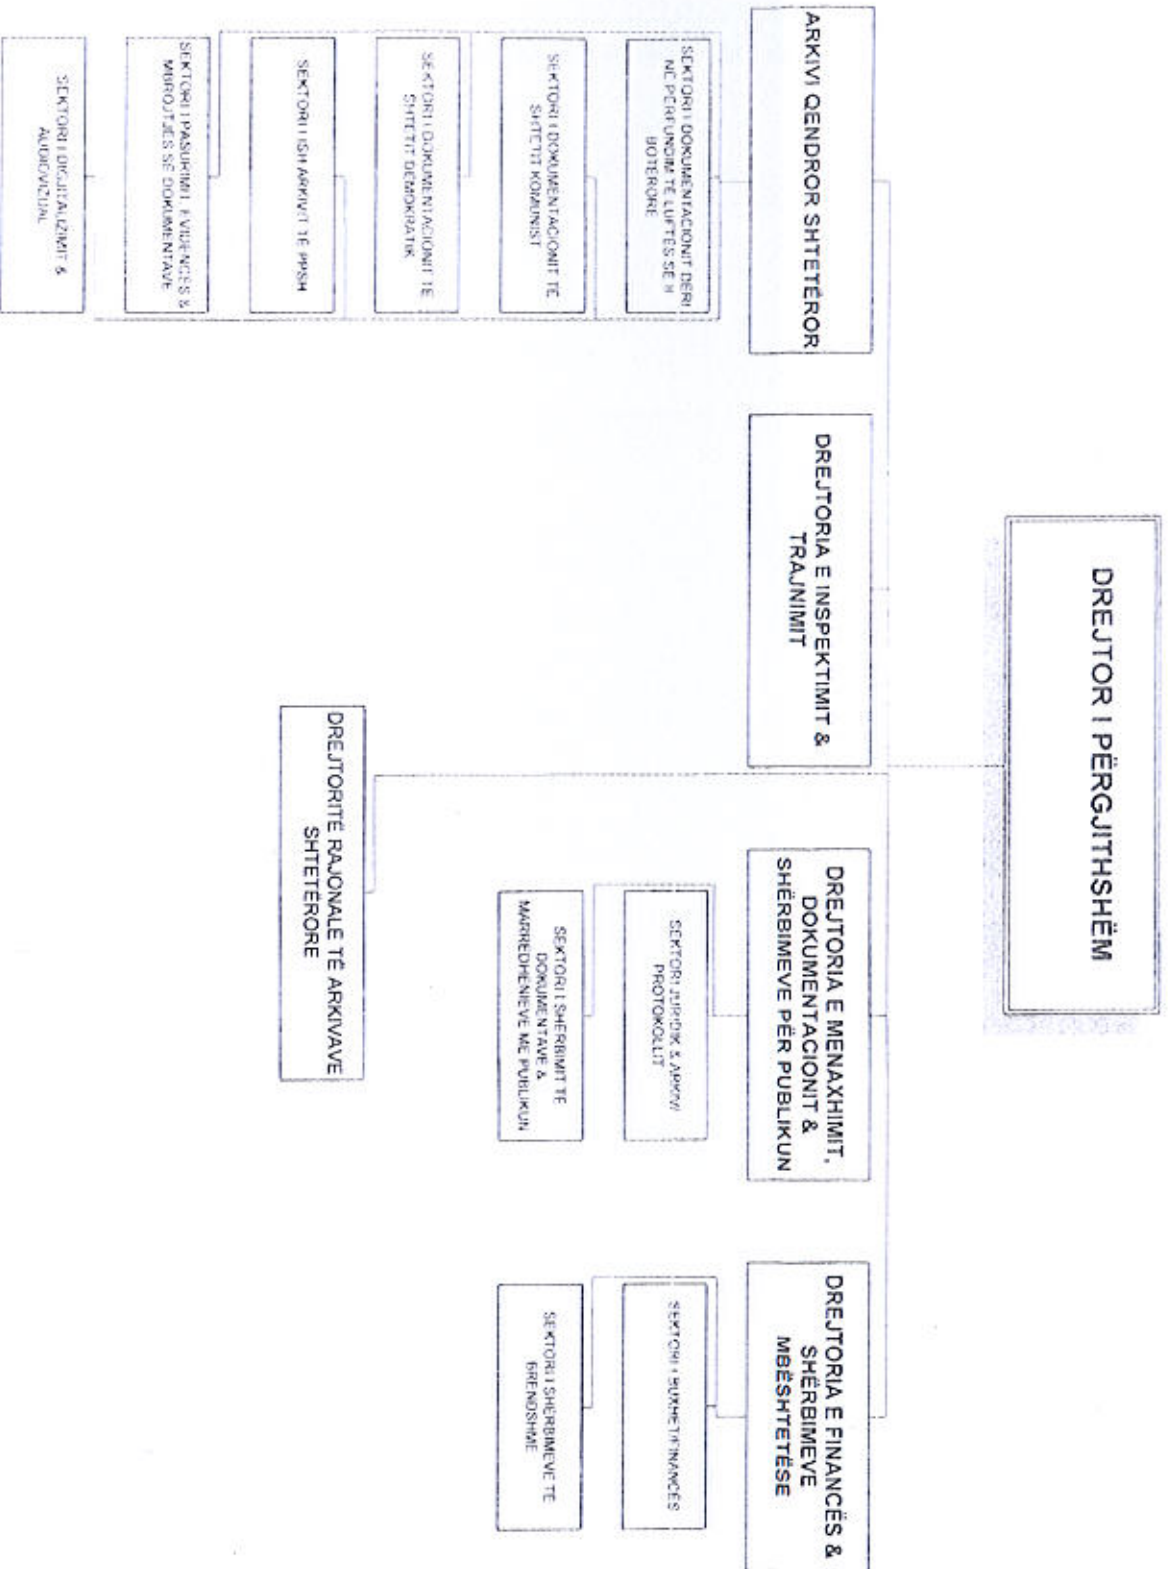 DREJTOR I PËRGJITHSHËM
ARKIVI QENDROR SHTETËROR
DREJTORIA E INSPEKTIMIT &
TRAJNIMIT
DREJTORIA E MENAXHIMIT,
DOKUMENTACIONIT &
SHËRBIMEVE PËR PUBLIKUN
DREJTORIA E FINANCËS &
SHËRBIMEVE
MBËSHTETËSE
SEKTORI I DOKUMENTACIONIT DERI
NË PËRFUNDIM TË LUFTËS SË II
BOTËRORE
SEKTORI I DOKUMENTACIONIT TË
SHTETIT KOMUNIST
SEKTORI I DOKUMENTACIONIT TË
SHTETIT DEMOKRATIK
SEKTORI I ISH ARKIVIT TË PPSH
SEKTORI I PASURIMIT, EVIDENCËS &
MBROJTJES SË DOKUMENTAVE
SEKTORI I DIGJITALIZIMIT &
AUDIOVIZUAL
SEKTORI JURIDIK & ARKIVI
PROTOKOLLIT
SEKTORI I SHËRBIMIT TË
DOKUMENTAVE &
MARRËDHËNIEVE ME PUBLIKUN
SEKTORI I BUXHET/FINANCËS
SEKTORI I SHËRBIMEVE TË
BRENDSHME
DREJTORITË RAJONALE TË ARKIVAVE
SHTETËRORE